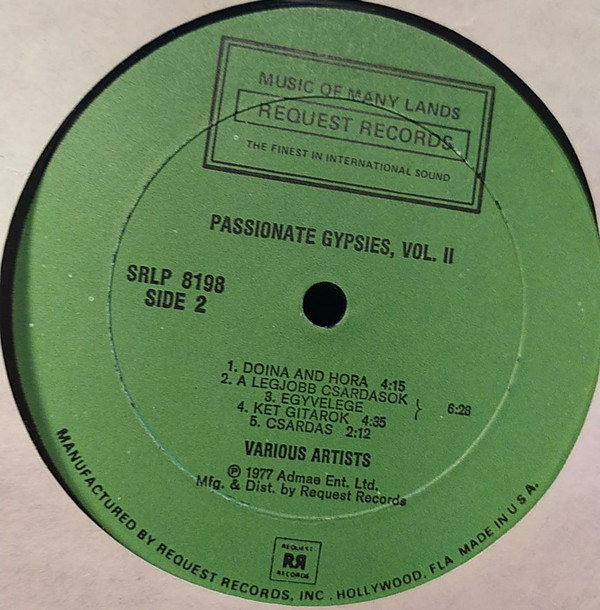 MUSIC OF MANY LANDS
REQUEST RECORDS
THE FINEST IN INTERNATIONAL SOUND
PASSIONATE GYPSIES, VOL. II
SRLP 8198
SIDE 2
1. DOINA AND HORA 4:15
2. A LEGJOBB CSARDASOK
3. EGYVELEGE } 6:28
4. KET GITAROK 4:35
5. CSARDAS 2:12
VARIOUS ARTISTS
℗ 1977 Admae Ent. Ltd.
Mfg. & Dist. by Request Records
REQUEST
RR
RECORDS
MANUFACTURED BY REQUEST RECORDS, INC. HOLLYWOOD, FLA MADE IN U.S.A.